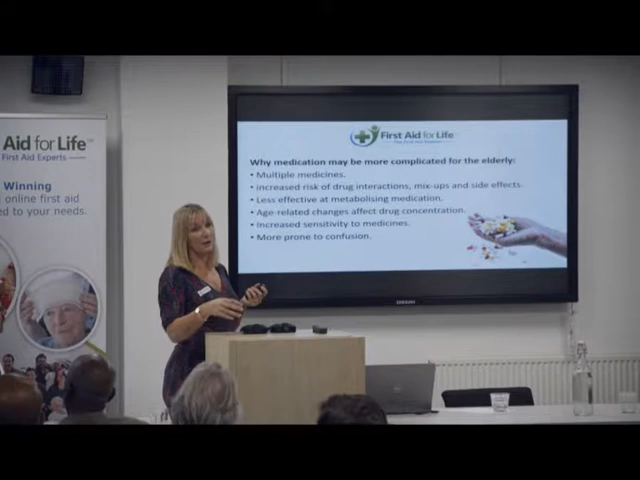 Aid for Life™
First Aid Experts
Winning
online first aid
ed to your needs.
First Aid for Life
Why medication may be more complicated for the elderly:
• Multiple medicines.
• increased risk of drug interactions, mix-ups and side effects.
• Less effective at metabolising medication.
• Age-related changes affect drug concentration.
• Increased sensitivity to medicines.
• More prone to confusion.
SAMSUNG